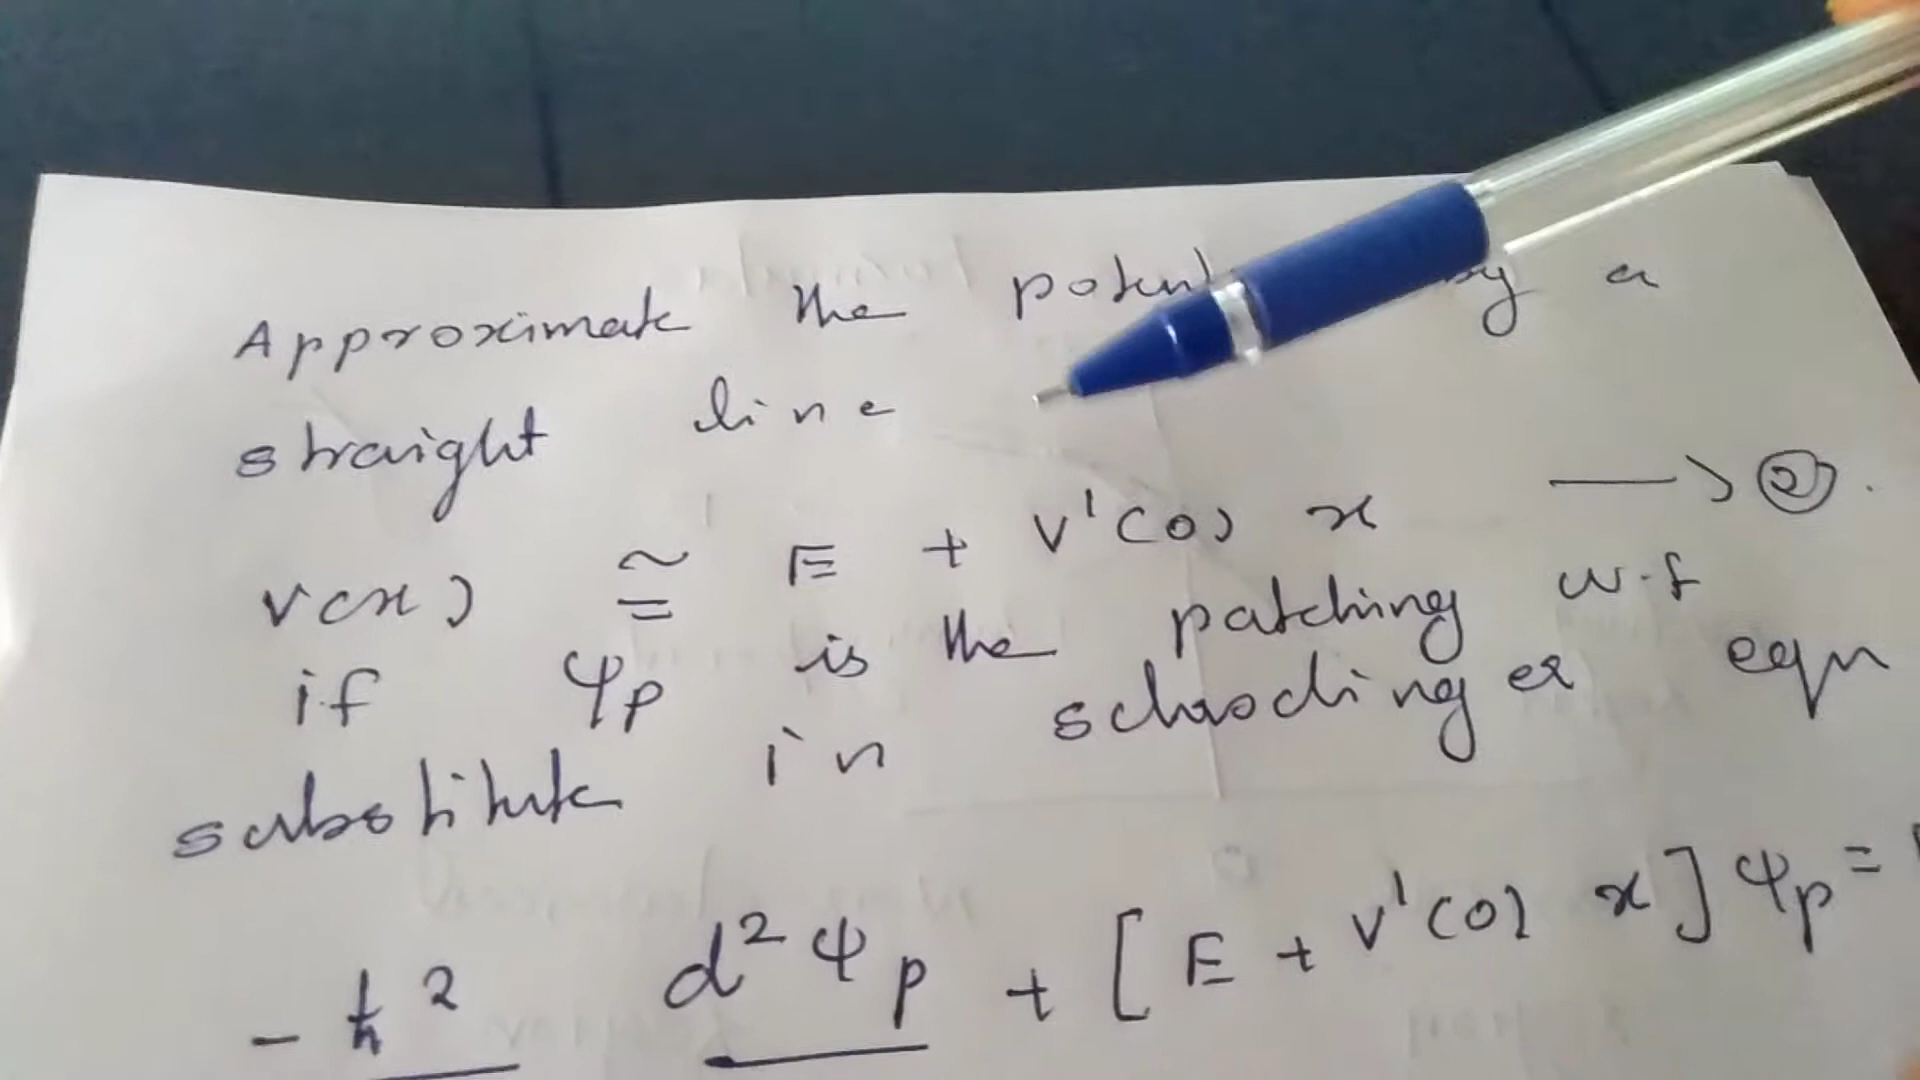 Approximate the potent by a
straight line
V(x) ≅ E + V'(0) x → ②.
if ψp is the patching w.f
substitute in schrodinger eqn
- ħ² d²ψp + [E + V'(0) x] ψp =